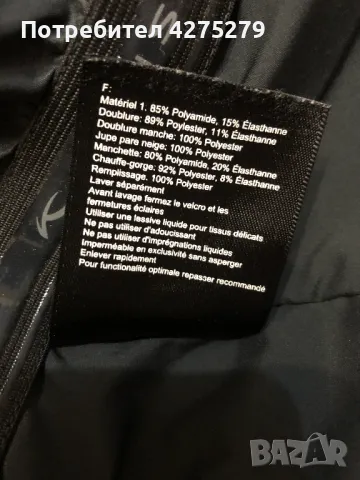 Потребител 4275279
F:
Matériel 1. 85% Polyamide, 15% Élasthanne
Doublure: 89% Poylester, 11% Élasthanne
Doublure manche: 100% Polyester
Jupe pare neige: 100% Polyester
Manchette: 80% Polyamide, 20% Élasthanne
Chauffe-gorge: 92% Polyester, 8% Élasthanne
Remplissage: 100% Polyester
Laver séparément
Avant lavage fermez le velcro et les
fermetures éclaires
Utiliser une lessive liquide pour tissus délicats
Ne pas utiliser d'adoucissant
Ne pas utiliser d'imprégnations liquides
Imperméable en exclusivité sans asperger
Enlever rapidement
Pour functionalité optimale repasser recommandé
BAZAR